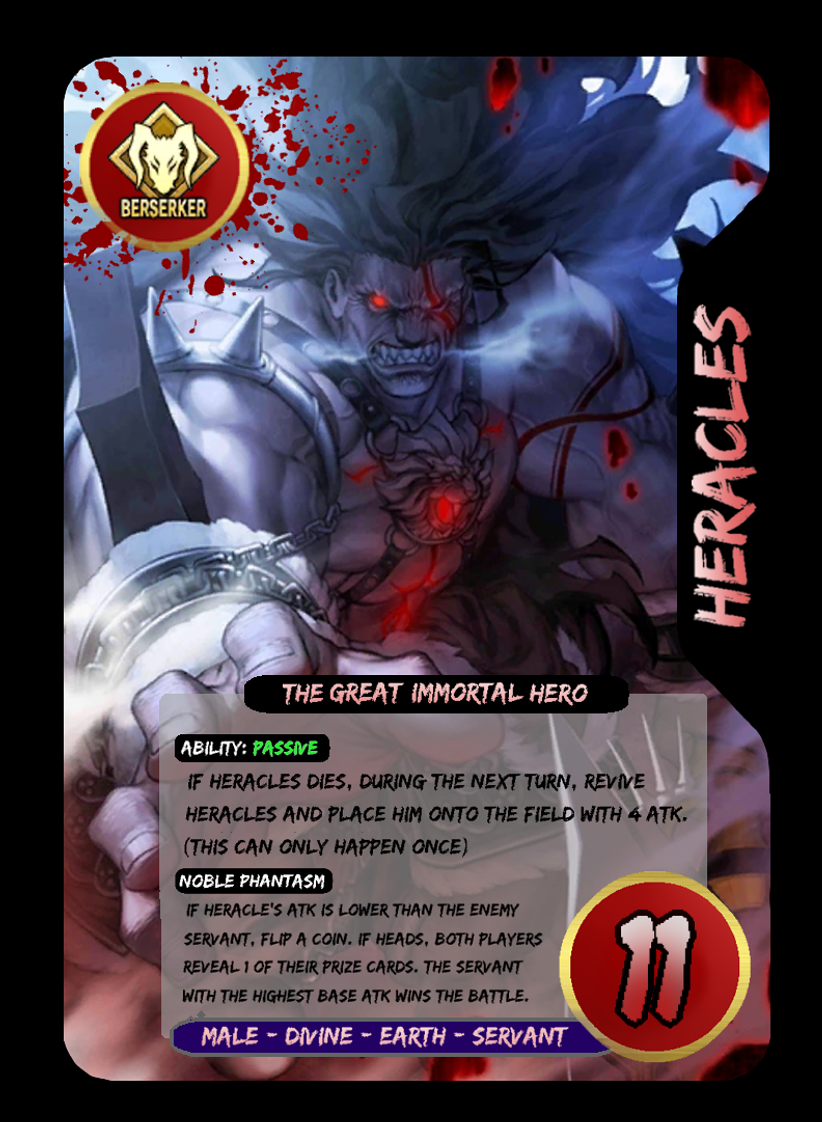 BERSERKER
HERACLES
THE GREAT IMMORTAL HERO
ABILITY: PASSIVE
IF HERACLES DIES, DURING THE NEXT TURN, REVIVE
HERACLES AND PLACE HIM ONTO THE FIELD WITH 4 ATK.
(THIS CAN ONLY HAPPEN ONCE)
NOBLE PHANTASM
IF HERACLE'S ATK IS LOWER THAN THE ENEMY
SERVANT, FLIP A COIN. IF HEADS, BOTH PLAYERS
REVEAL 1 OF THEIR PRIZE CARDS. THE SERVANT
WITH THE HIGHEST BASE ATK WINS THE BATTLE.
11
MALE - DIVINE - EARTH - SERVANT